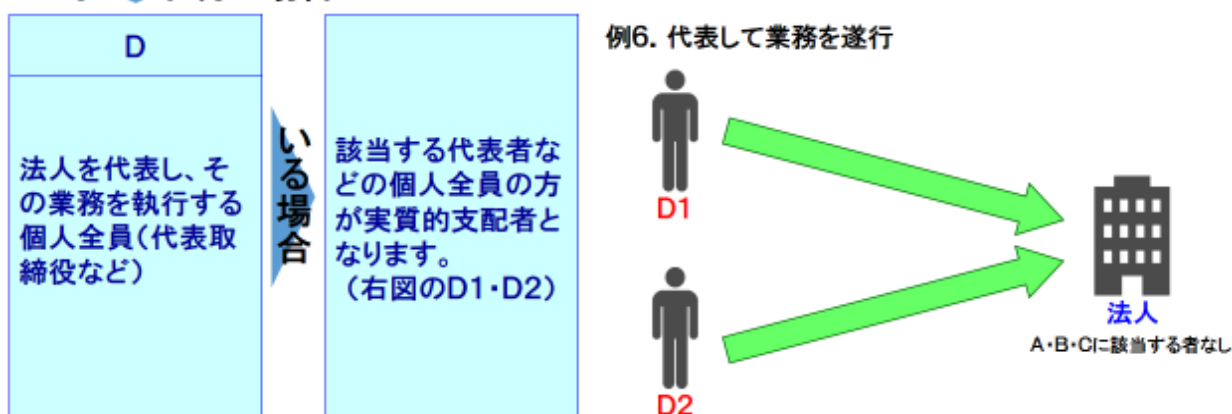 D
法人を代表し、そ
の業務を執行する
個人全員(代表取
締役など)
いる場合
該当する代表者な
どの個人全員の方
が実質的支配者と
なります。
(右図のD1・D2)
例6. 代表して業務を遂行
D1
D2
法人
A・B・Cに該当する者なし